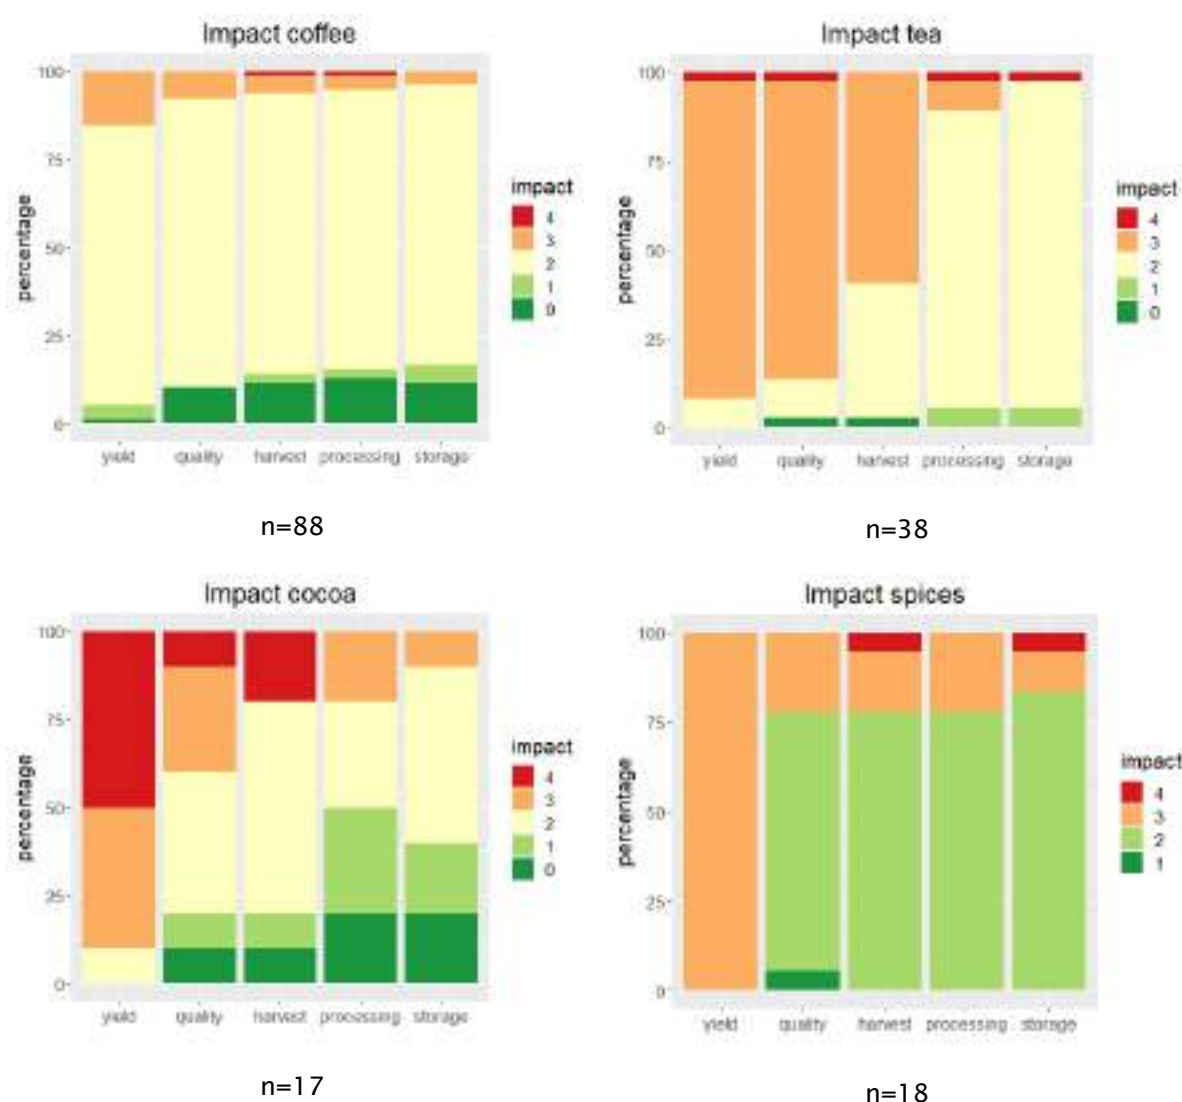 Impact coffee
100
75
50
25
0
percentage
yield quality harvest processing storage
impact
4
3
2
1
0
n=88
Impact tea
100
75
50
25
0
percentage
yield quality harvest processing storage
impact
4
3
2
1
0
n=38
Impact cocoa
100
75
50
25
0
percentage
yield quality harvest processing storage
impact
4
3
2
1
0
n=17
Impact spices
100
75
50
25
0
percentage
yield quality harvest processing storage
impact
4
3
2
1
n=18